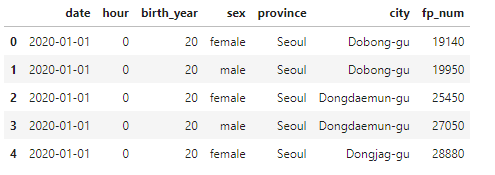 date hour birth_year sex province city fp_num
0 2020-01-01 0 20 female Seoul Dobong-gu 19140
1 2020-01-01 0 20 male Seoul Dobong-gu 19950
2 2020-01-01 0 20 female Seoul Dongdaemun-gu 25450
3 2020-01-01 0 20 male Seoul Dongdaemun-gu 27050
4 2020-01-01 0 20 female Seoul Dongjag-gu 28880